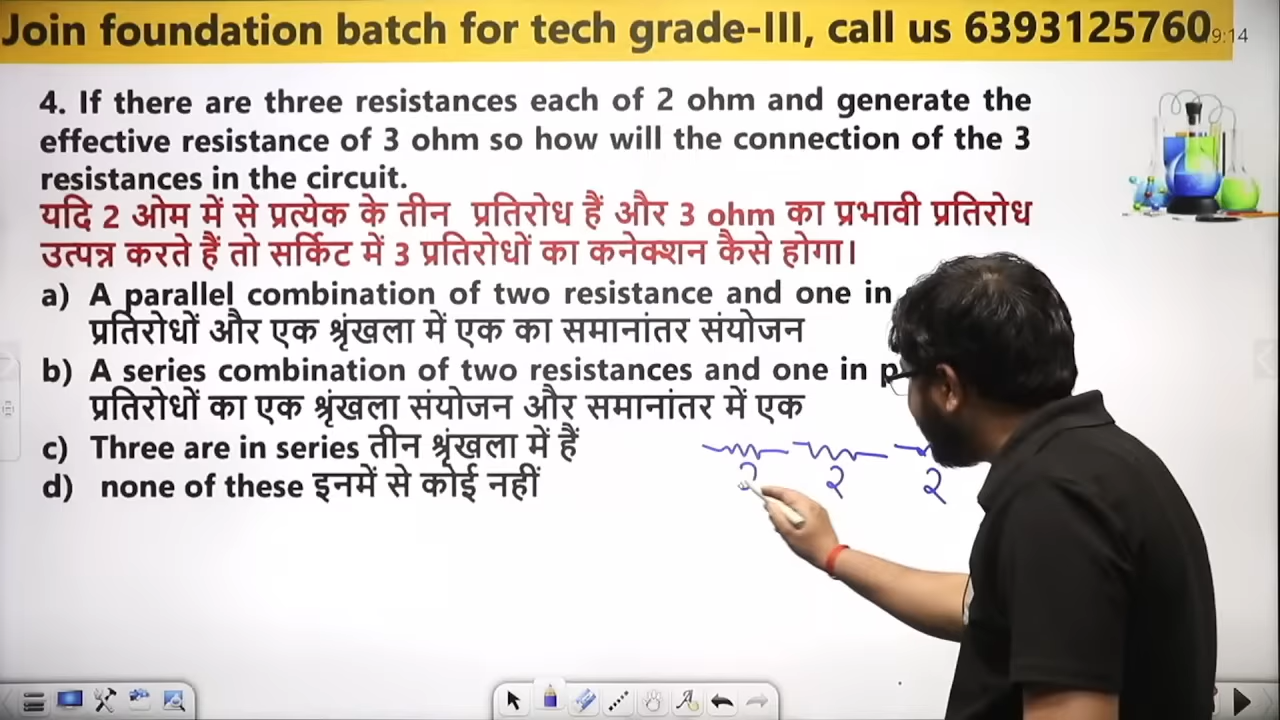 Join foundation batch for tech grade-III, call us 6393125760
9:14
4. If there are three resistances each of 2 ohm and generate the
effective resistance of 3 ohm so how will the connection of the 3
resistances in the circuit.
यदि 2 ओम में से प्रत्येक के तीन प्रतिरोध हैं और 3 ohm का प्रभावी प्रतिरोध
उत्पन्न करते हैं तो सर्किट में 3 प्रतिरोधों का कनेक्शन कैसे होगा।
a) A parallel combination of two resistance and one in
प्रतिरोधों और एक श्रृंखला में एक का समानांतर संयोजन
b) A series combination of two resistances and one in
प्रतिरोधों का एक श्रृंखला संयोजन और समानांतर में एक
c) Three are in series तीन श्रृंखला में हैं
d) none of these इनमें से कोई नहीं
2 2 2